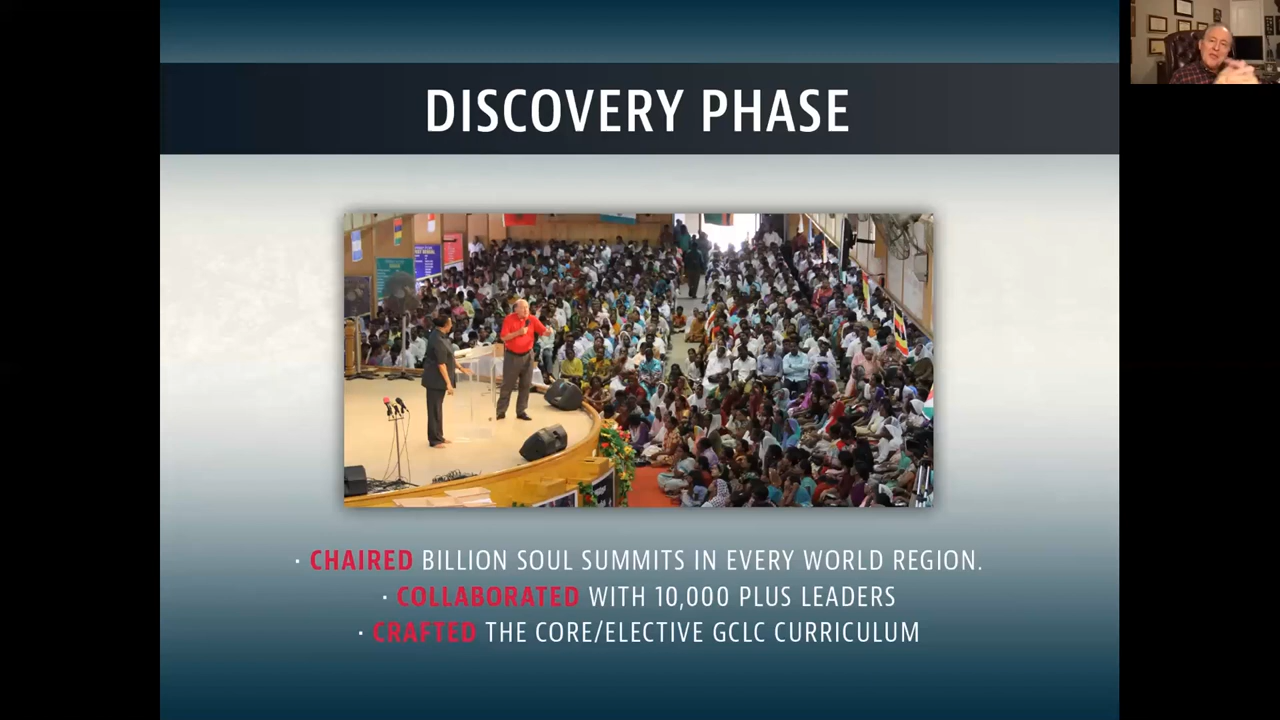 DISCOVERY PHASE
· CHAIRED BILLION SOUL SUMMITS IN EVERY WORLD REGION.
· COLLABORATED WITH 10,000 PLUS LEADERS
· CRAFTED THE CORE/ELECTIVE GCLC CURRICULUM